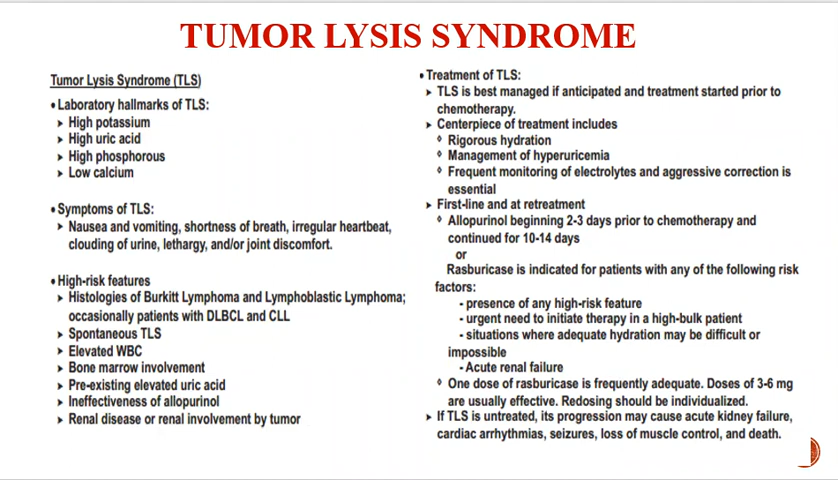 TUMOR LYSIS SYNDROME
Tumor Lysis Syndrome (TLS)
• Laboratory hallmarks of TLS:
➤ High potassium
➤ High uric acid
➤ High phosphorous
➤ Low calcium
• Symptoms of TLS:
➤ Nausea and vomiting, shortness of breath, irregular heartbeat,
clouding of urine, lethargy, and/or joint discomfort.
• High-risk features
➤ Histologies of Burkitt Lymphoma and Lymphoblastic Lymphoma;
occasionally patients with DLBCL and CLL
➤ Spontaneous TLS
➤ Elevated WBC
➤ Bone marrow involvement
➤ Pre-existing elevated uric acid
➤ Ineffectiveness of allopurinol
➤ Renal disease or renal involvement by tumor
• Treatment of TLS:
➤ TLS is best managed if anticipated and treatment started prior to
chemotherapy.
➤ Centerpiece of treatment includes
◊ Rigorous hydration
◊ Management of hyperuricemia
◊ Frequent monitoring of electrolytes and aggressive correction is
essential
➤ First-line and at retreatment
◊ Allopurinol beginning 2-3 days prior to chemotherapy and
continued for 10-14 days
or
Rasburicase is indicated for patients with any of the following risk
factors:
- presence of any high-risk feature
- urgent need to initiate therapy in a high-bulk patient
- situations where adequate hydration may be difficult or
impossible
- Acute renal failure
◊ One dose of rasburicase is frequently adequate. Doses of 3-6 mg
are usually effective. Redosing should be individualized.
➤ If TLS is untreated, its progression may cause acute kidney failure,
cardiac arrhythmias, seizures, loss of muscle control, and death.